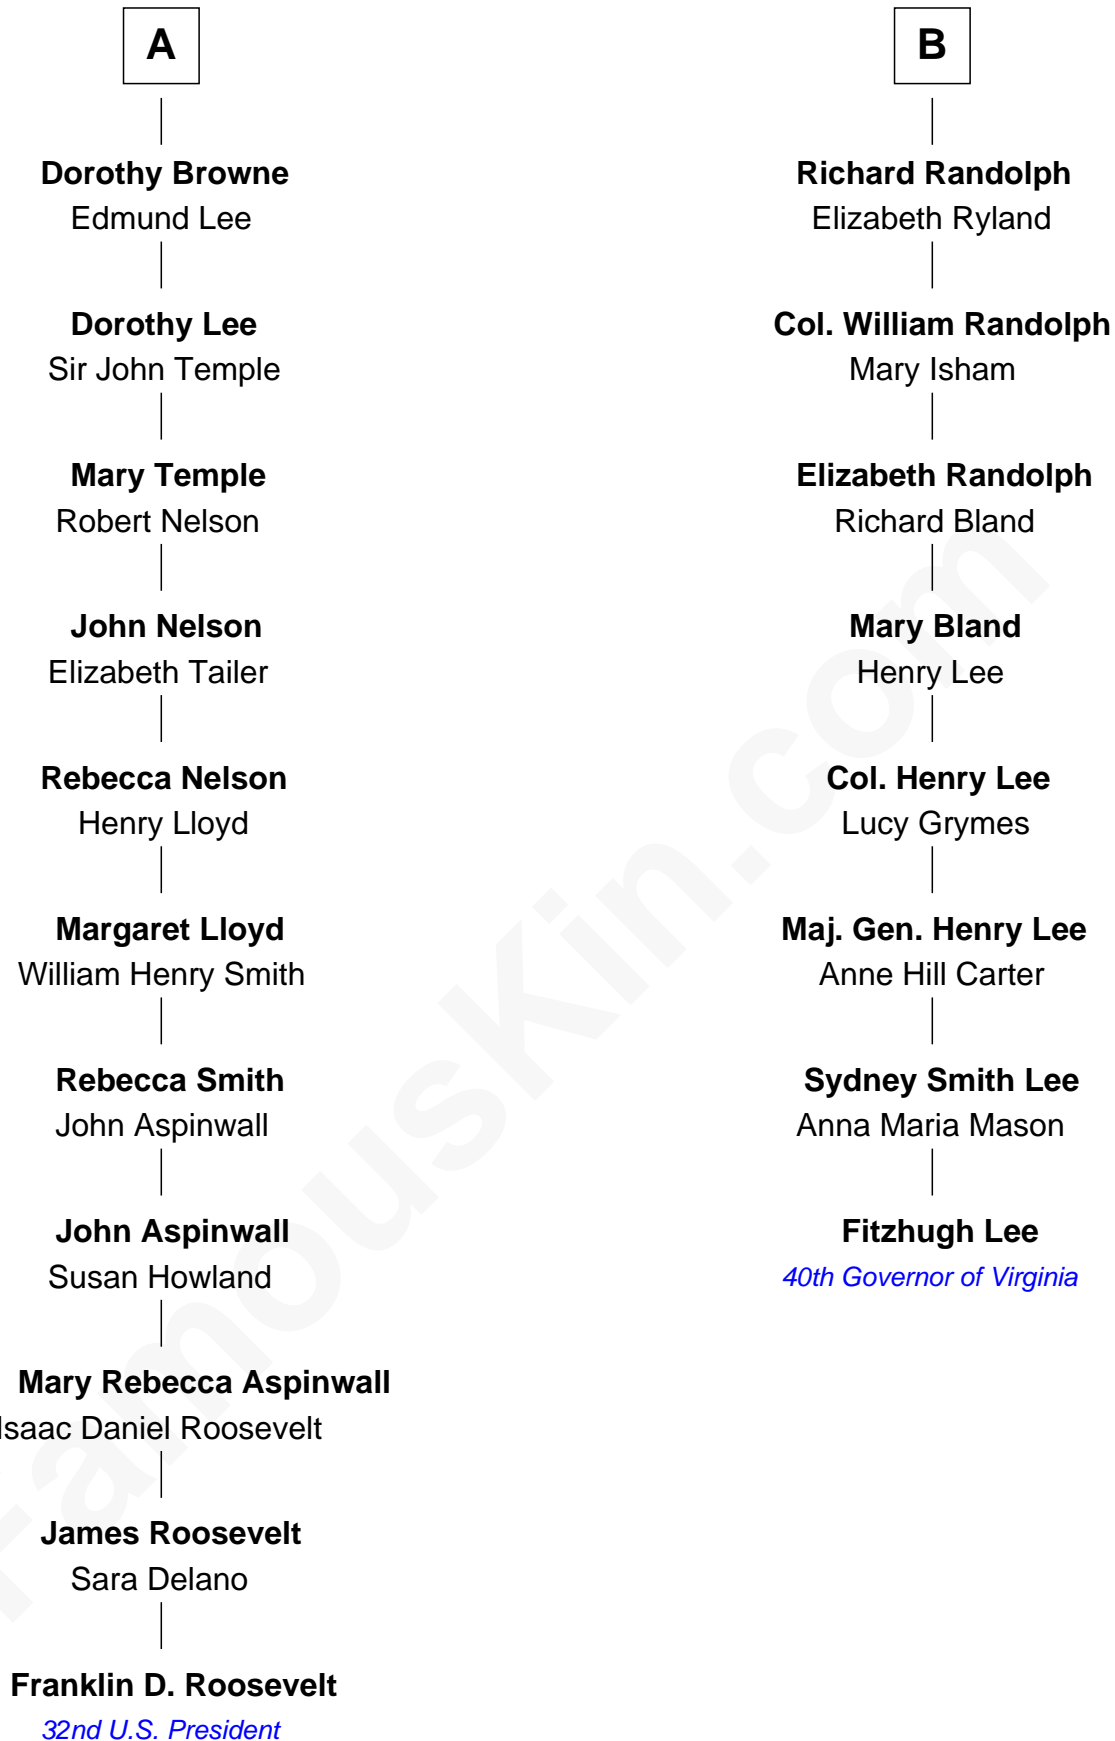 A
Dorothy Browne
Edmund Lee
Dorothy Lee
Sir John Temple
Mary Temple
Robert Nelson
John Nelson
Elizabeth Tailer
Rebecca Nelson
Henry Lloyd
Margaret Lloyd
William Henry Smith
Rebecca Smith
John Aspinwall
John Aspinwall
Susan Howland
Mary Rebecca Aspinwall
Isaac Daniel Roosevelt
James Roosevelt
Sara Delano
Franklin D. Roosevelt
32nd U.S. President
B
Richard Randolph
Elizabeth Ryland
Col. William Randolph
Mary Isham
Elizabeth Randolph
Richard Bland
Mary Bland
Henry Lee
Col. Henry Lee
Lucy Grymes
Maj. Gen. Henry Lee
Anne Hill Carter
Sydney Smith Lee
Anna Maria Mason
Fitzhugh Lee
40th Governor of Virginia
FamousKin.com